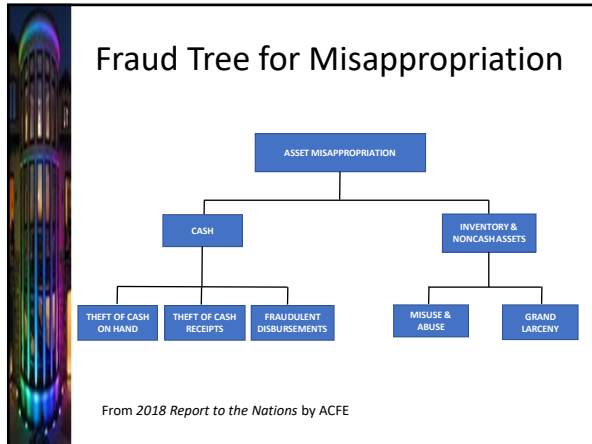 Fraud Tree for Misappropriation
ASSET MISAPPROPRIATION
CASH
INVENTORY &
NONCASH ASSETS
THEFT OF CASH
ON HAND
THEFT OF CASH
RECEIPTS
FRAUDULENT
DISBURSEMENTS
MISUSE &
ABUSE
GRAND
LARCENY
From 2018 Report to the Nations by ACFE